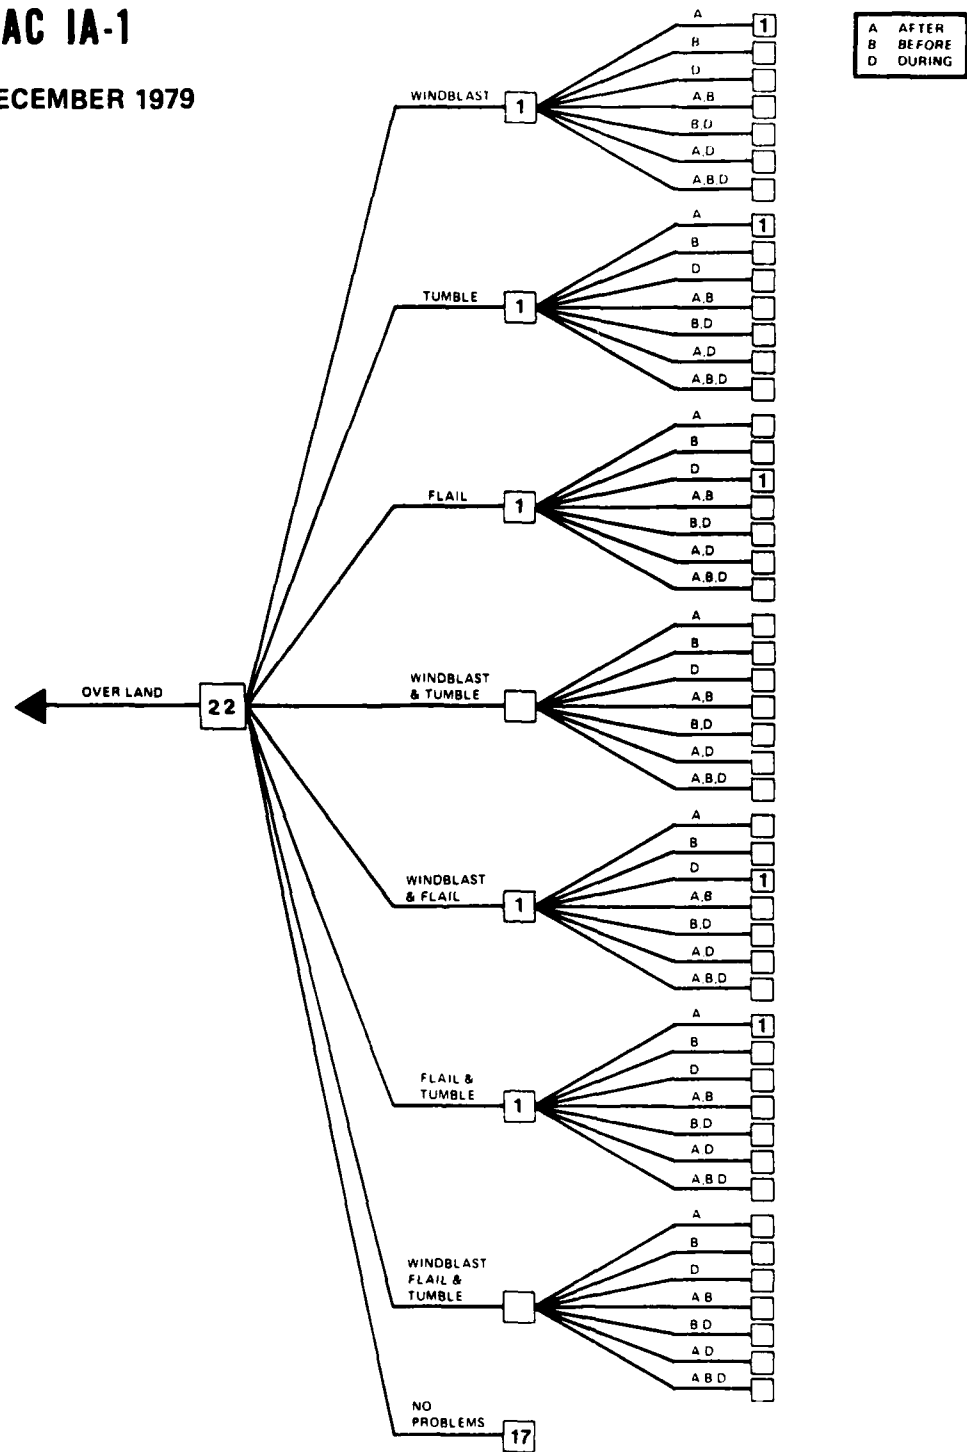 AC IA-1
ECEMBER 1979
A AFTER
B BEFORE
D DURING
OVER LAND
22
WINDBLAST
1
A
1
B
D
A,B
B,D
A,D
A,B,D
TUMBLE
1
A
1
B
D
A,B
B,D
A,D
A,B,D
FLAIL
1
A
B
D
1
A,B
B,D
A,D
A,B,D
WINDBLAST
& TUMBLE
A
B
D
A,B
B,D
A,D
A,B,D
WINDBLAST
& FLAIL
1
A
B
D
1
A,B
B,D
A,D
A,B,D
FLAIL &
TUMBLE
1
A
1
B
D
A,B
B,D
A,D
A,B D
WINDBLAST
FLAIL &
TUMBLE
A
B
D
A B
B D
A D
A B D
NO
PROBLEMS
17